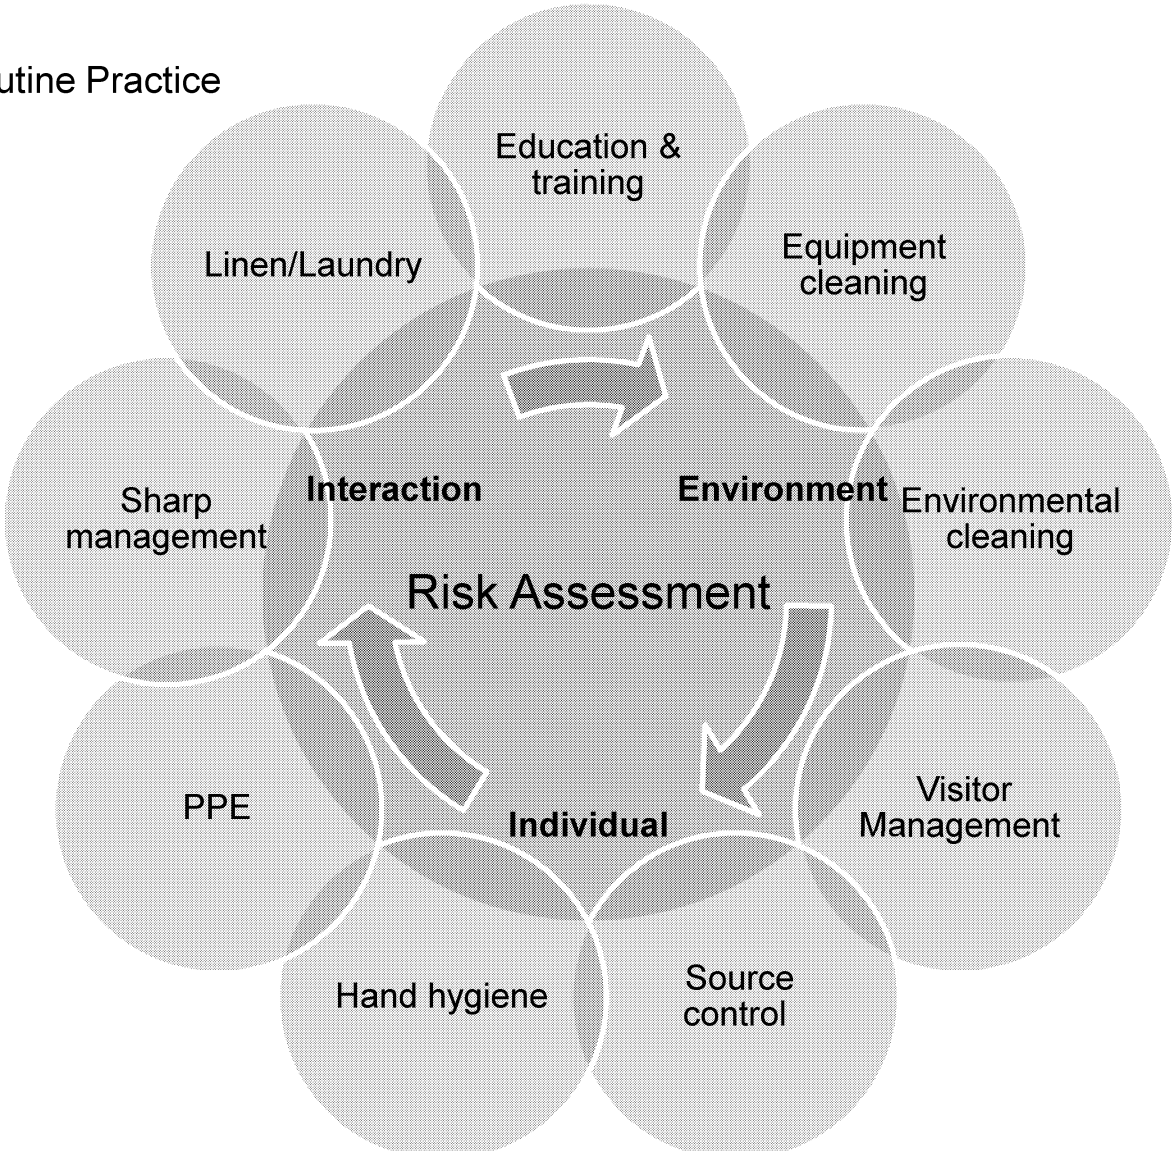 utine Practice
Education &
training
Linen/Laundry
Equipment
cleaning
Sharp
management
Interaction
Environment
Environmental
cleaning
Risk Assessment
PPE
Individual
Visitor
Management
Hand hygiene
Source
control